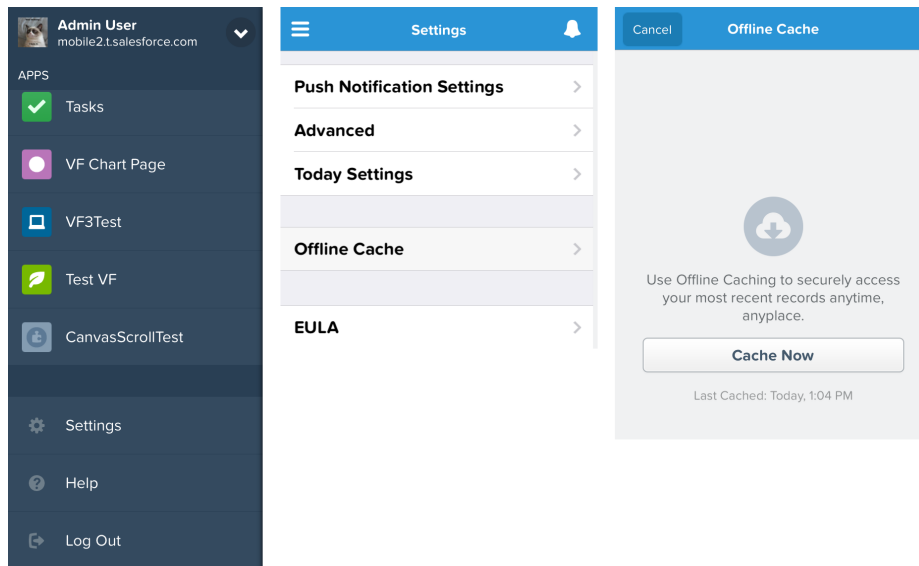 Admin User
mobile2.t.salesforce.com
APPS
Tasks
VF Chart Page
VF3Test
Test VF
CanvasScrollTest
Settings
Help
Log Out
Settings
Push Notification Settings
Advanced
Today Settings
Offline Cache
EULA
Cancel
Offline Cache
Use Offline Caching to securely access
your most recent records anytime,
anyplace.
Cache Now
Last Cached: Today, 1:04 PM